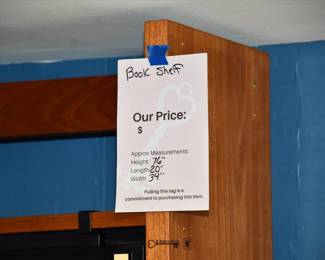 Book Shelf
Our Price:
$
Approx Measurements:
Height: 76"
Length: 20"
Width: 34"
Pulling this tag is a
commitment to purchasing this item.